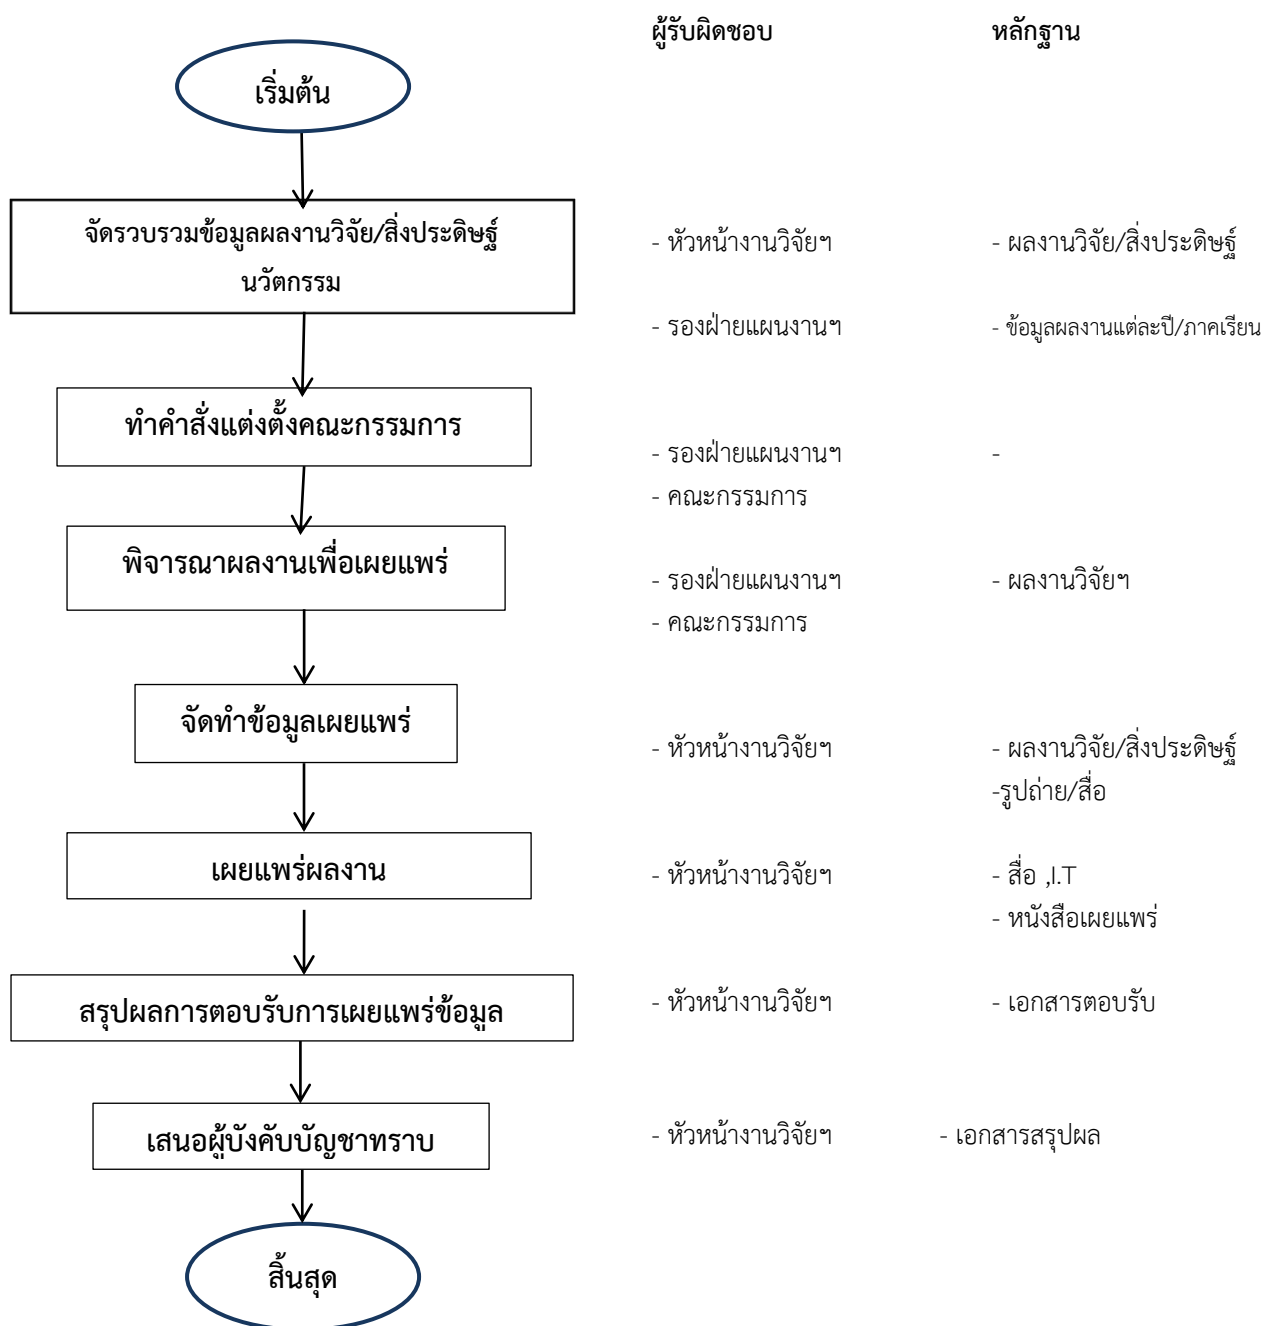 ผู้รับผิดชอบ หลักฐาน
เริ่มต้น
จัดรวบรวมข้อมูลผลงานวิจัย/สิ่งประดิษฐ์
นวัตกรรม
- หัวหน้างานวิจัยฯ - ผลงานวิจัย/สิ่งประดิษฐ์
- รองฝ่ายแผนงานฯ - ข้อมูลผลงานแต่ละปี/ภาคเรียน
ทำคำสั่งแต่งตั้งคณะกรรมการ
- รองฝ่ายแผนงานฯ -
- คณะกรรมการ
พิจารณาผลงานเพื่อเผยแพร่
- รองฝ่ายแผนงานฯ - ผลงานวิจัยฯ
- คณะกรรมการ
จัดทำข้อมูลเผยแพร่
- หัวหน้างานวิจัยฯ - ผลงานวิจัย/สิ่งประดิษฐ์
-รูปถ่าย/สื่อ
เผยแพร่ผลงาน
- หัวหน้างานวิจัยฯ - สื่อ ,I.T
- หนังสือเผยแพร่
สรุปผลการตอบรับการเผยแพร่ข้อมูล
- หัวหน้างานวิจัยฯ - เอกสารตอบรับ
เสนอผู้บังคับบัญชาทราบ
- หัวหน้างานวิจัยฯ - เอกสารสรุปผล
สิ้นสุด